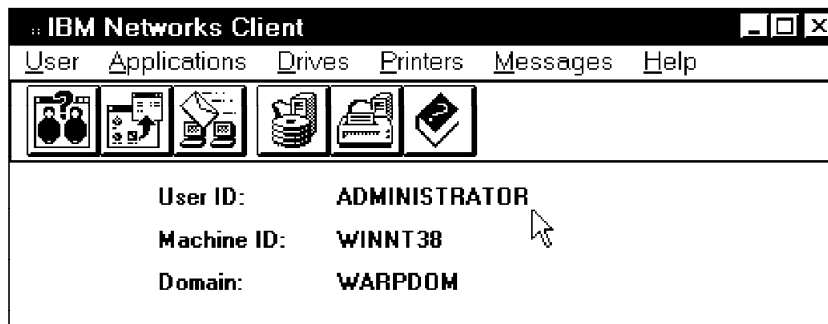 IBM Networks Client
User Applications Drives Printers Messages Help
User ID: ADMINISTRATOR
Machine ID: WINNT38
Domain: WARPDOM